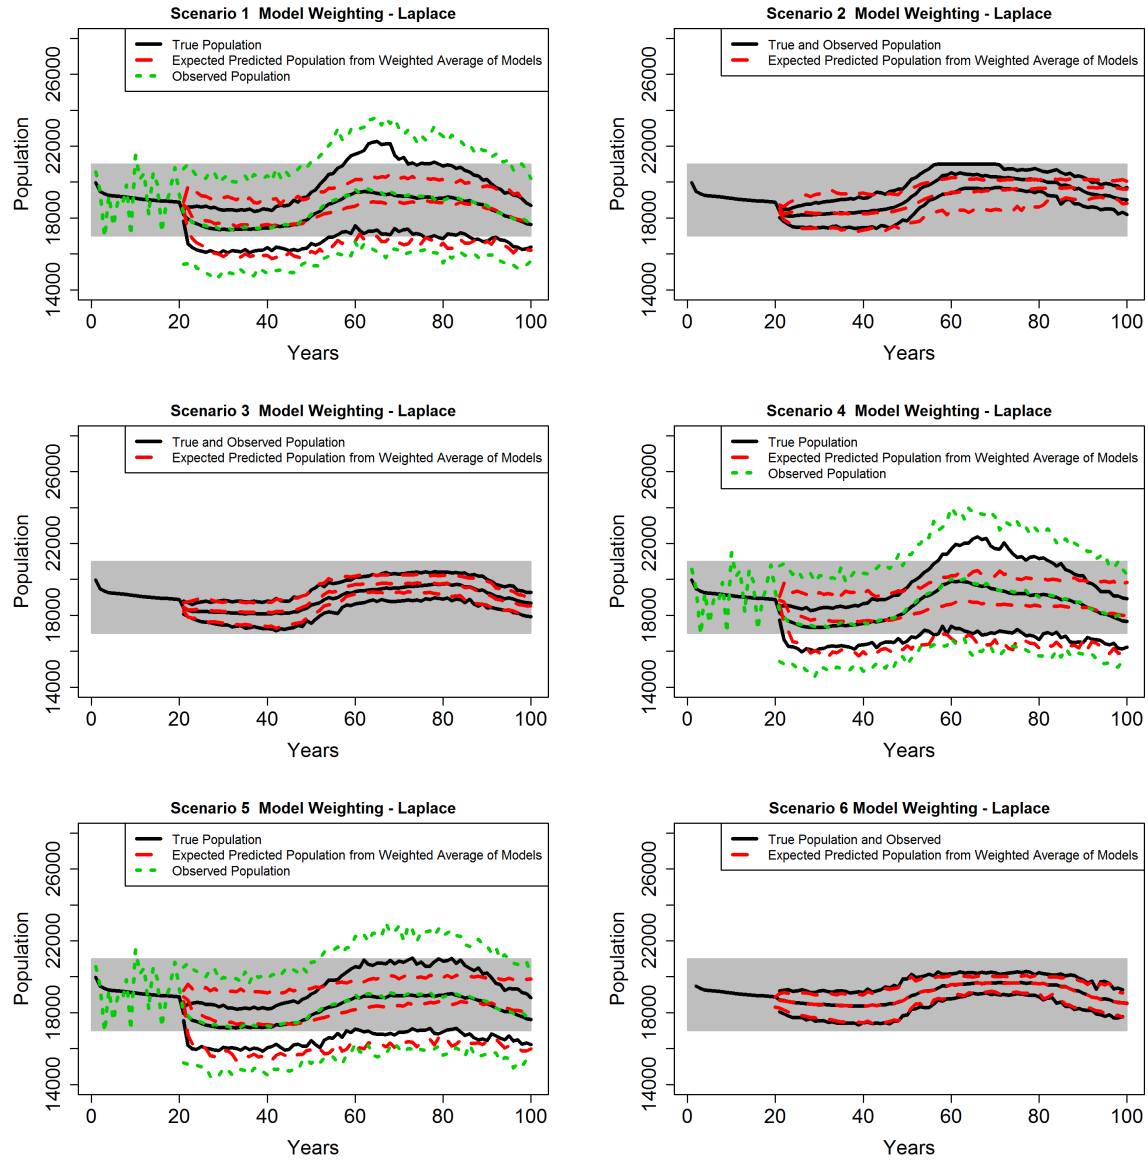 Scenario 1  Model Weighting - Laplace
True Population
Expected Predicted Population from Weighted Average of Models
Observed Population
Population
14000 18000 22000 26000
0 20 40 60 80 100
Years
Scenario 2  Model Weighting - Laplace
True and Observed Population
Expected Predicted Population from Weighted Average of Models
Population
14000 18000 22000 26000
0 20 40 60 80 100
Years
Scenario 3  Model Weighting - Laplace
True and Observed Population
Expected Predicted Population from Weighted Average of Models
Population
14000 18000 22000 26000
0 20 40 60 80 100
Years
Scenario 4  Model Weighting - Laplace
True Population
Expected Predicted Population from Weighted Average of Models
Observed Population
Population
14000 18000 22000 26000
0 20 40 60 80 100
Years
Scenario 5  Model Weighting - Laplace
True Population
Expected Predicted Population from Weighted Average of Models
Observed Population
Population
14000 18000 22000 26000
0 20 40 60 80 100
Years
Scenario 6 Model Weighting - Laplace
True Population and Observed
Expected Predicted Population from Weighted Average of Models
Population
14000 18000 22000 26000
0 20 40 60 80 100
Years